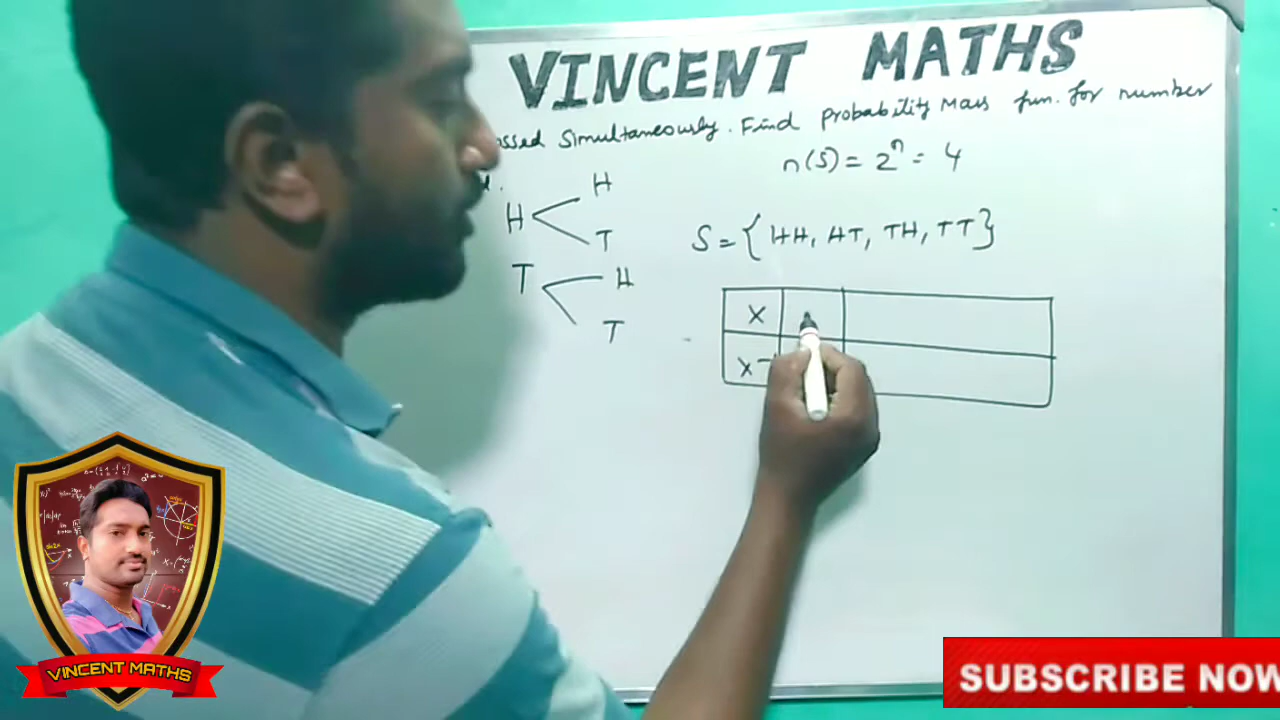 VINCENT MATHS
ossed simultaneously. Find probability Mass fun. for number
n(S) = 2ⁿ = 4
H
H
T
S = { HH, HT, TH, TT }
T
H
T
X
X⁻
VINCENT MATHS
SUBSCRIBE NOW